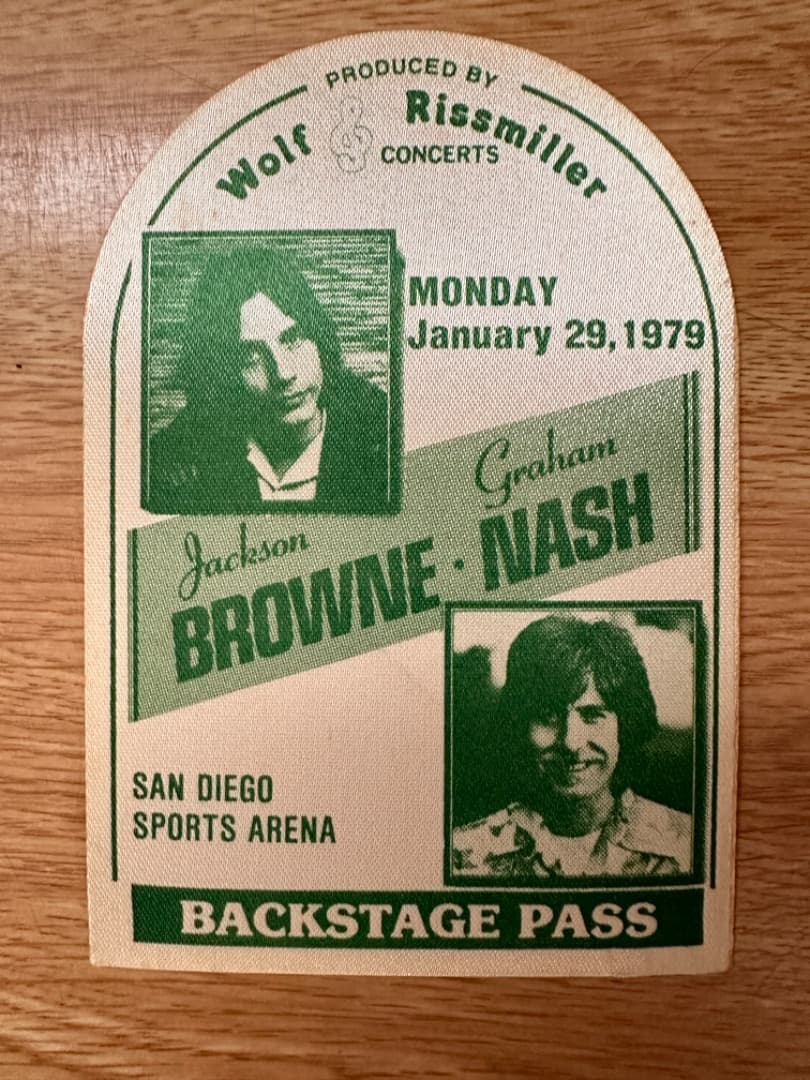 PRODUCED BY
Wolf & Rissmiller
CONCERTS
MONDAY
January 29, 1979
Jackson
BROWNE ·
Graham
NASH
SAN DIEGO
SPORTS ARENA
BACKSTAGE PASS